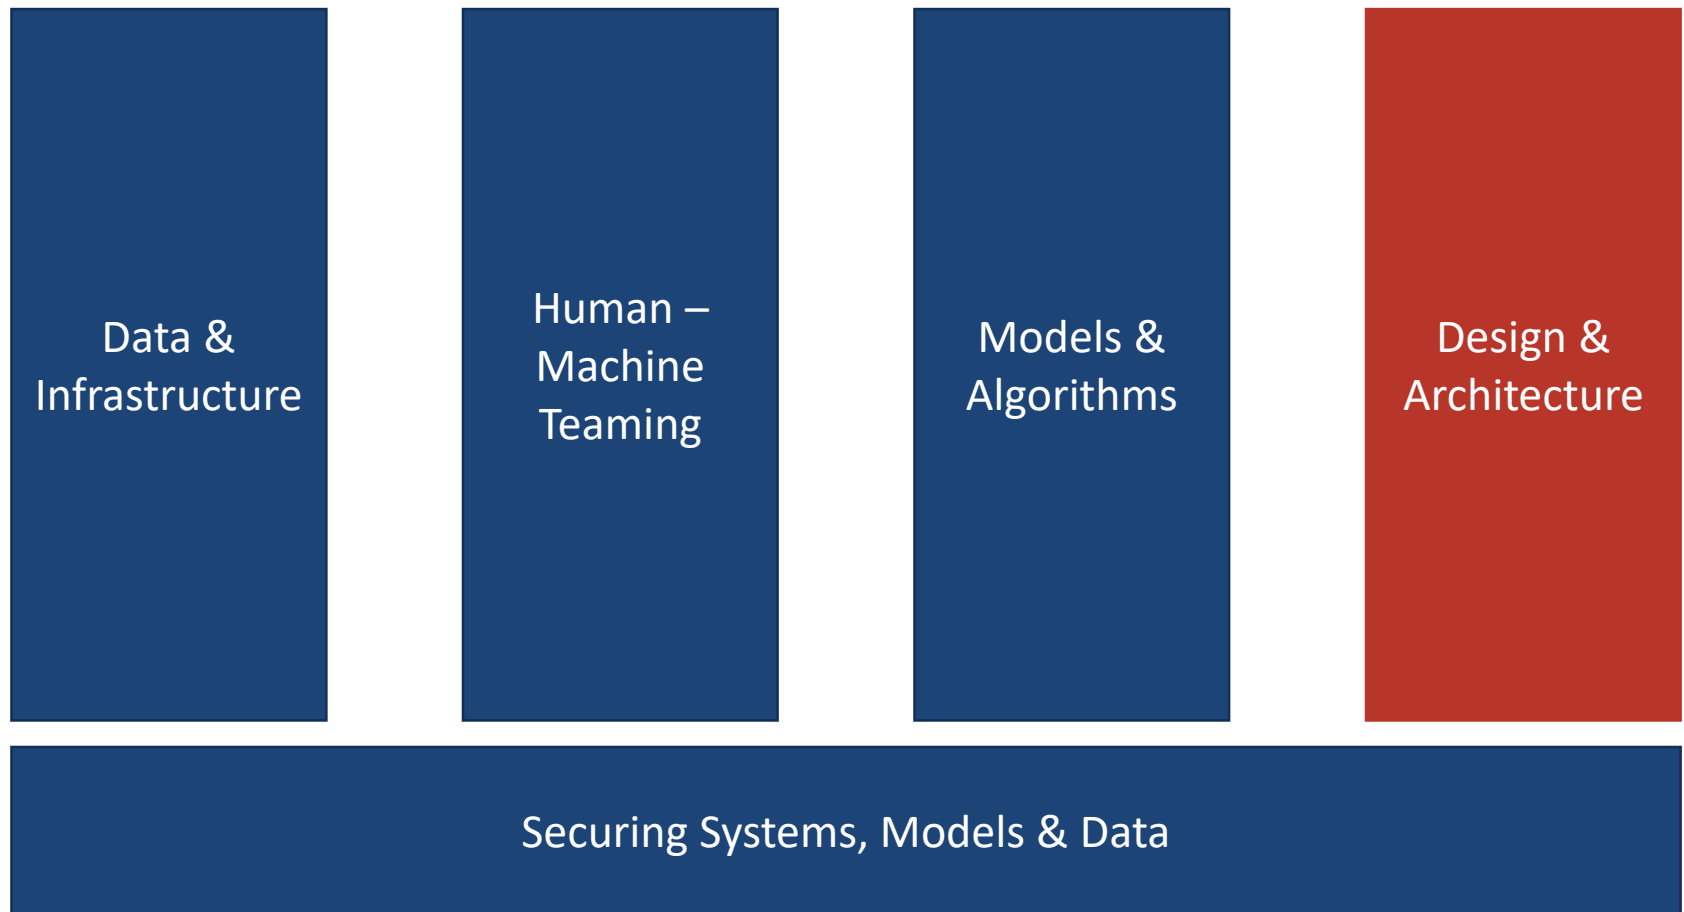 Data &
Infrastructure
Human –
Machine
Teaming
Models &
Algorithms
Design &
Architecture
Securing Systems, Models & Data